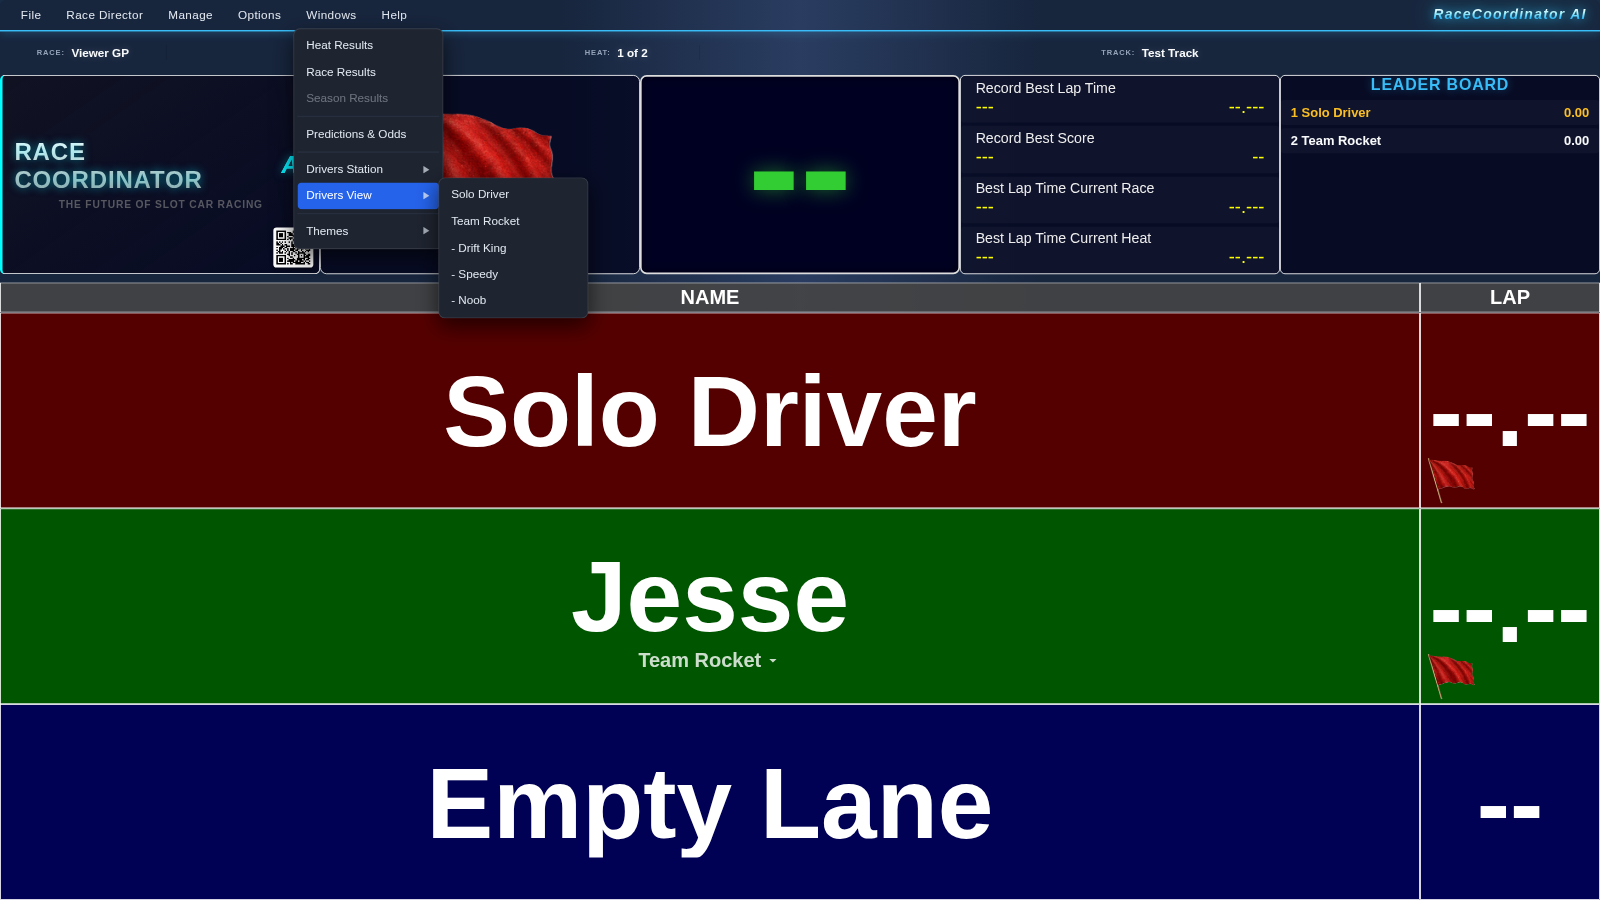 File Race Director Manage Options Windows Help RaceCoordinator AI
RACE: Viewer GP HEAT: 1 of 2 TRACK: Test Track
Heat Results
Race Results
Season Results
Predictions & Odds
Drivers Station
Drivers View
Themes
Solo Driver
Team Rocket
- Drift King
- Speedy
- Noob
RACE
COORDINATOR
THE FUTURE OF SLOT CAR RACING
-- 
Record Best Lap Time
--- --.---
Record Best Score
--- --
Best Lap Time Current Race
--- --.---
Best Lap Time Current Heat
--- --.---
LEADER BOARD
1 Solo Driver 0.00
2 Team Rocket 0.00
NAME LAP
Solo Driver --.--
Jesse --.--
Team Rocket
Empty Lane --